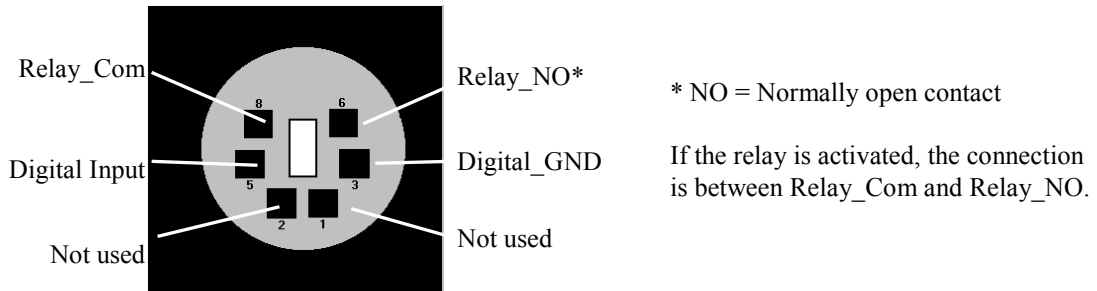 Relay_Com
Relay_NO*
* NO = Normally open contact
8
6
Digital Input
Digital_GND
If the relay is activated, the connection
is between Relay_Com and Relay_NO.
5
3
2
1
Not used
Not used